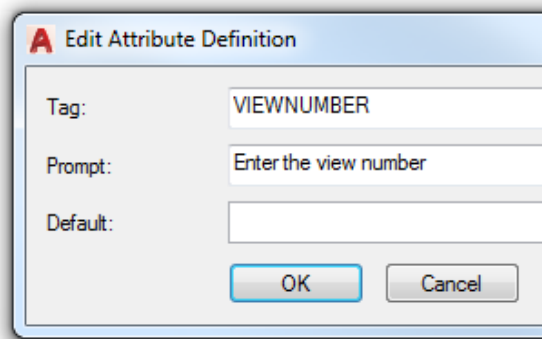 Edit Attribute Definition
Tag: VIEWNUMBER
Prompt: Enter the view number
Default:
OK Cancel